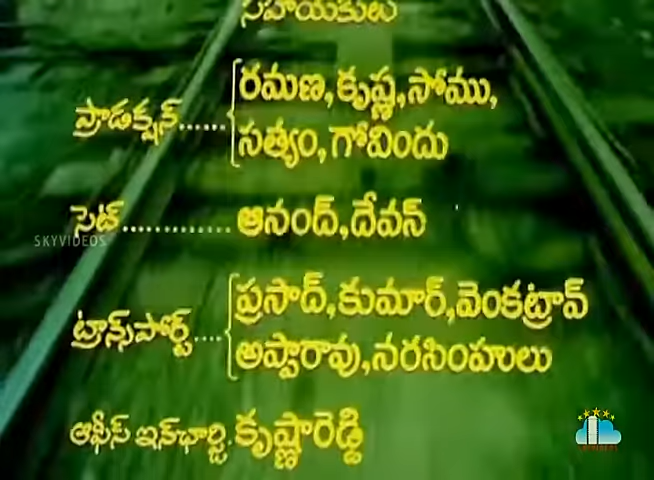 సహాయకులు
ప్రొడక్షన్...... రమణ,కృష్ణ,సోము,
సత్యం,గోవిందు
సెట్............. ఆనంద్,దేవన్
SKYVIDEOS
ట్రాన్స్‌పోర్ట్.... ప్రసాద్,కుమార్,వెంకట్రావ్
అప్పారావు,నరసింహులు
ఆఫీస్ ఇన్‌ఛార్జి. కృష్ణారెడ్డి